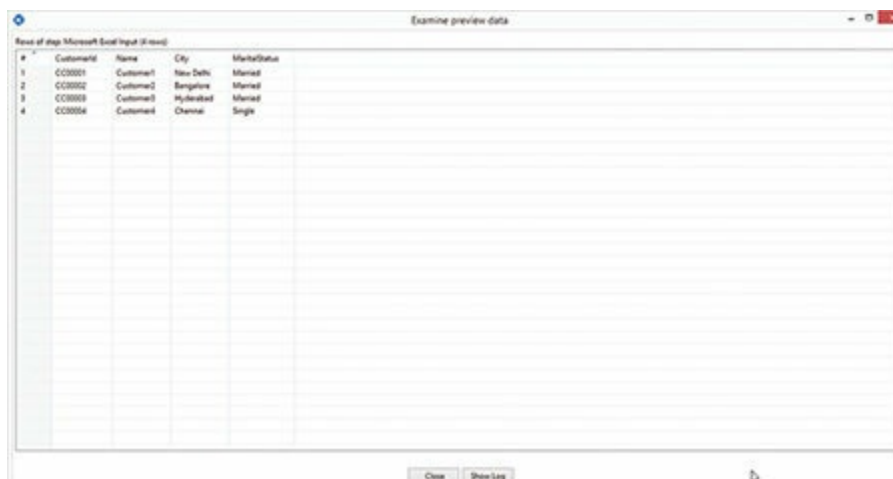 Examine preview data
Rows of step: Microsoft Excel Input (4 rows)
# CustomerId Name City MaritalStatus
1 CC00001 Customer1 New Delhi Married
2 CC00002 Customer2 Bangalore Married
3 CC00003 Customer3 Hyderabad Married
4 CC00004 Customer4 Chennai Single
Close Show Log